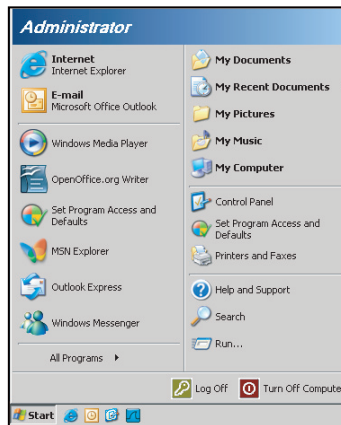 Administrator
Internet
Internet Explorer
E-mail
Microsoft Office Outlook
Windows Media Player
OpenOffice.org Writer
Set Program Access and
Defaults
MSN Explorer
Outlook Express
Windows Messenger
All Programs
My Documents
My Recent Documents
My Pictures
My Music
My Computer
Control Panel
Set Program Access and
Defaults
Printers and Faxes
Help and Support
Search
Run...
Log Off
Turn Off Compute
Start